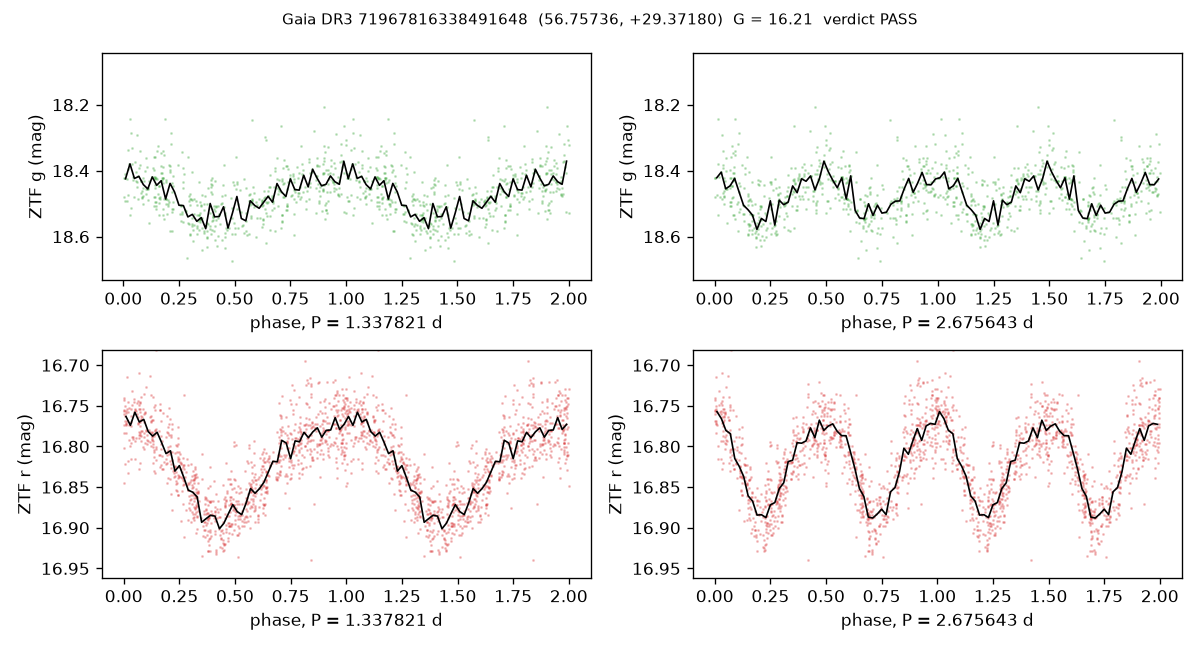 Gaia DR3 71967816338491648 (56.75736, +29.37180) G = 16.21 verdict PASS
ZTF g (mag)
18.2
18.4
18.6
0.00 0.25 0.50 0.75 1.00 1.25 1.50 1.75 2.00
phase, P = 1.337821 d
ZTF g (mag)
18.2
18.4
18.6
0.00 0.25 0.50 0.75 1.00 1.25 1.50 1.75 2.00
phase, P = 2.675643 d
ZTF r (mag)
16.70
16.75
16.80
16.85
16.90
16.95
0.00 0.25 0.50 0.75 1.00 1.25 1.50 1.75 2.00
phase, P = 1.337821 d
ZTF r (mag)
16.70
16.75
16.80
16.85
16.90
16.95
0.00 0.25 0.50 0.75 1.00 1.25 1.50 1.75 2.00
phase, P = 2.675643 d